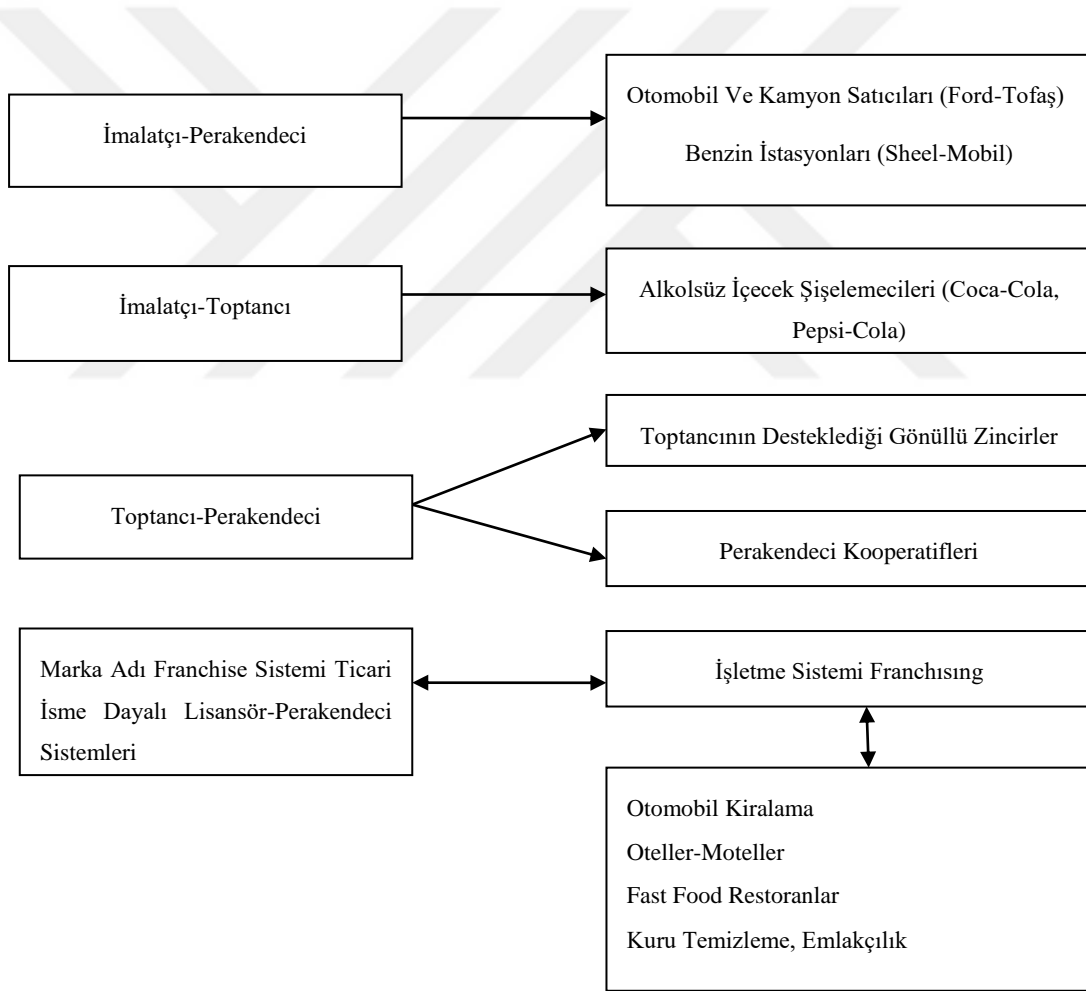 İmalatçı-Perakendeci
Otomobil Ve Kamyon Satıcıları (Ford-Tofaş)
Benzin İstasyonları (Sheel-Mobil)
İmalatçı-Toptancı
Alkolsüz İçecek Şişelemecileri (Coca-Cola,
Pepsi-Cola)
Toptancı-Perakendeci
Toptancının Desteklediği Gönüllü Zincirler
Perakendeci Kooperatifleri
Marka Adı Franchise Sistemi Ticari
İsme Dayalı Lisansör-Perakendeci
Sistemleri
İşletme Sistemi Franchısıng
Otomobil Kiralama
Oteller-Moteller
Fast Food Restoranlar
Kuru Temizleme, Emlakçılık